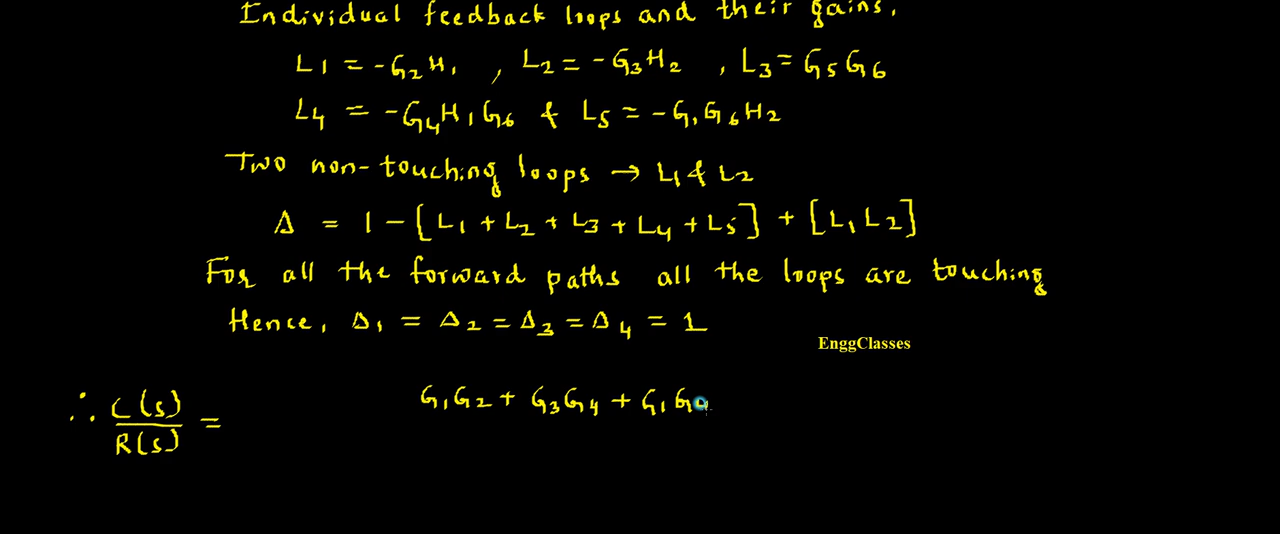 Individual feedback loops and their gains.
L1 = -G2H1 , L2 = -G3H2 , L3 = G5G6
L4 = -G4H1G6 & L5 = -G1G6H2
Two non-touching loops → L1 & L2
Δ = 1 - [L1 + L2 + L3 + L4 + L5] + [L1L2]
For all the forward paths all the loops are touching
Hence, Δ1 = Δ2 = Δ3 = Δ4 = 1
EnggClasses
∴ C(s)/R(s) = G1G2 + G3G4 + G1G